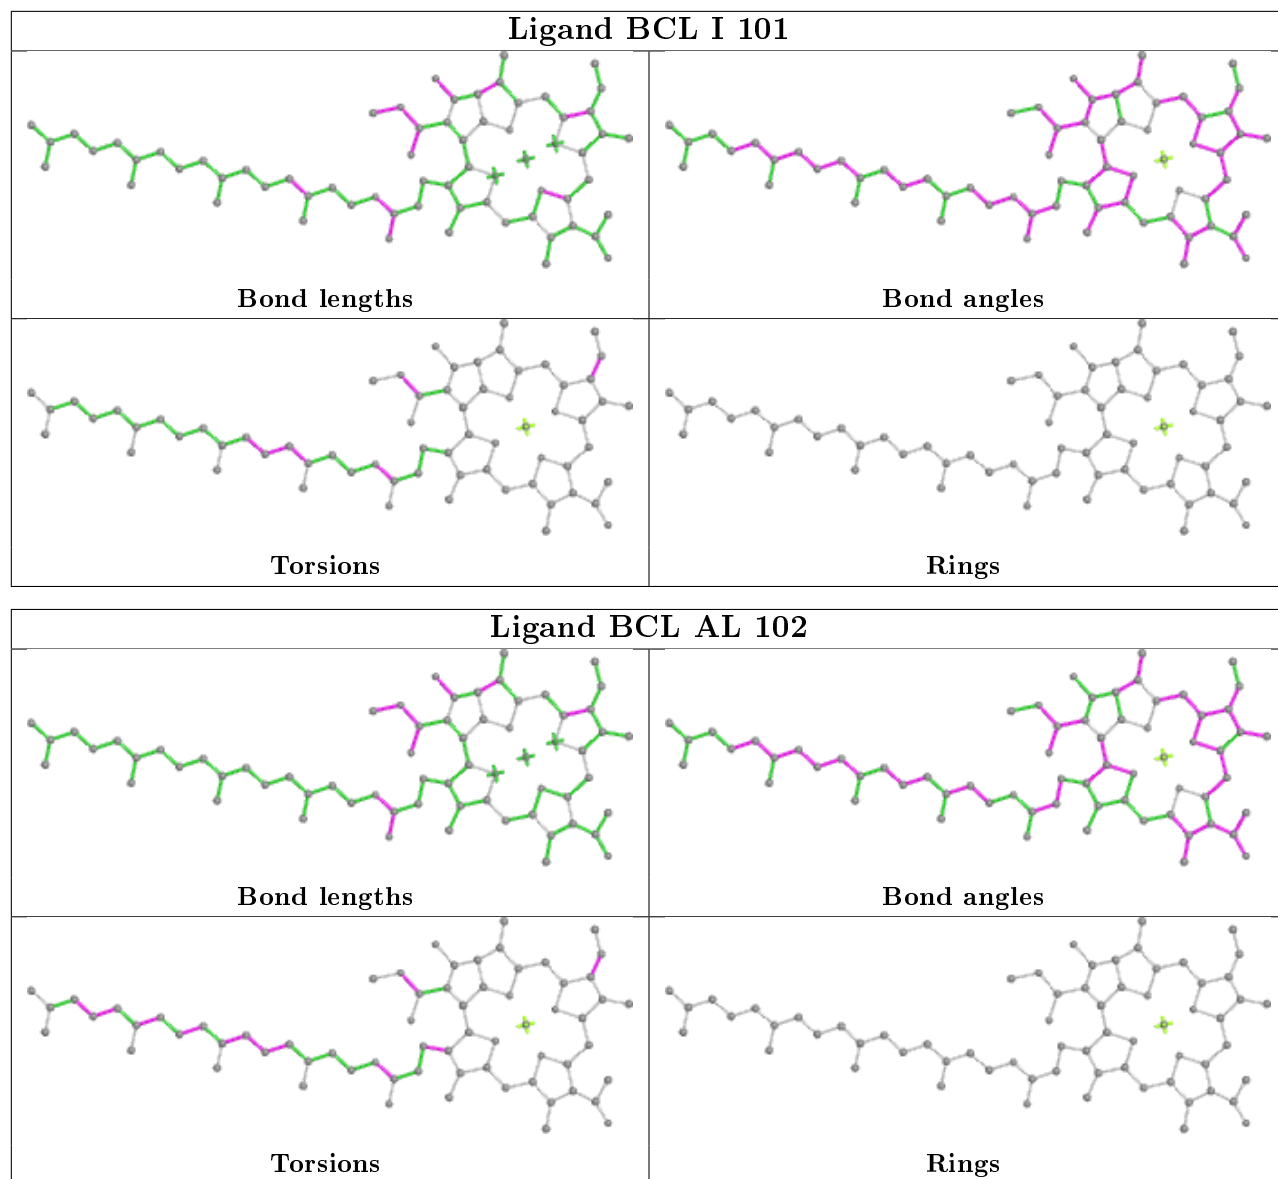 Ligand BCL I 101
Bond lengths
Bond angles
Torsions
Rings
Ligand BCL AL 102
Bond lengths
Bond angles
Torsions
Rings